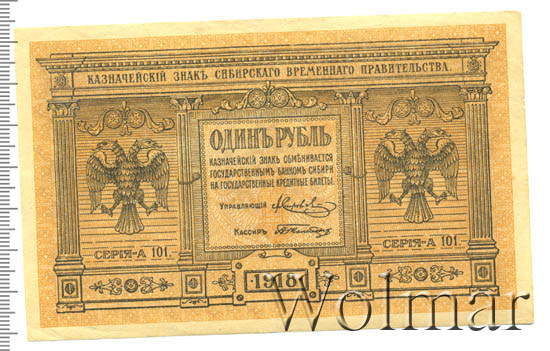 КАЗНАЧЕЙСКІЙ ЗНАКЪ СИБИРСКАГО ВРЕМЕННАГО ПРАВИТЕЛЬСТВА.
ОДИНЪ РУБЛЬ
КАЗНАЧЕЙСКІЙ ЗНАКЪ ОБМѢНИВАЕТСЯ
ГОСУДАРСТВЕННЫМЪ БАНКОМЪ СИБИРИ
НА ГОСУДАРСТВЕННЫЕ КРЕДИТНЫЕ БИЛЕТЫ.
УПРАВЛЯЮЩІЙ
КАССИРЪ
СЕРІЯ-А 101.
СЕРІЯ-А 101.
1918
Wolmar